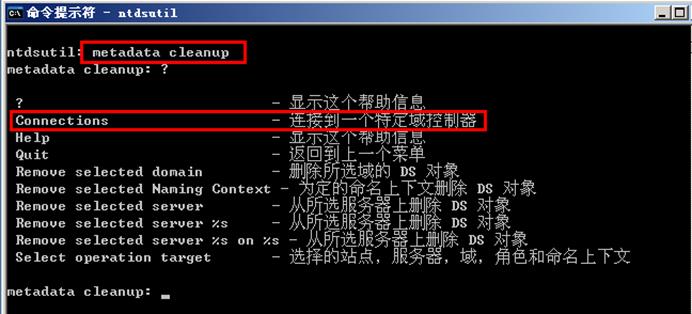 命令提示符 - ntdsutil
ntdsutil: metadata cleanup
metadata cleanup: ?
? - 显示这个帮助信息
Connections - 连接到一个特定域控制器
Help - 显示这个帮助信息
Quit - 返回到上一个菜单
Remove selected domain - 删除所选域的 DS 对象
Remove selected Naming Context - 为定的命名上下文删除 DS 对象
Remove selected server - 从所选服务器上删除 DS 对象
Remove selected server %s - 从所选服务器上删除 DS 对象
Remove selected server %s on %s - 从所选服务器上删除 DS 对象
Select operation target - 选择的站点，服务器，域，角色和命名上下文
metadata cleanup: _